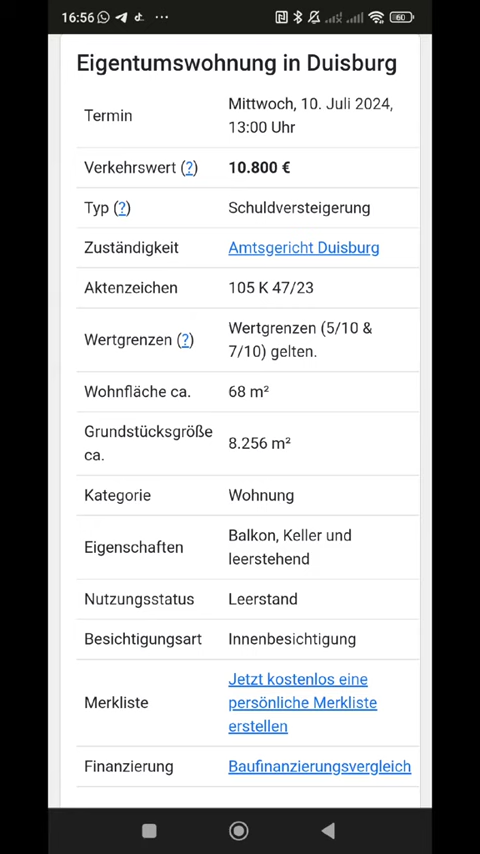 16:56
60
Eigentumswohnung in Duisburg
Termin
Mittwoch, 10. Juli 2024,
13:00 Uhr
Verkehrswert (?)
10.800 €
Typ (?)
Schuldversteigerung
Zuständigkeit
Amtsgericht Duisburg
Aktenzeichen
105 K 47/23
Wertgrenzen (?)
Wertgrenzen (5/10 &
7/10) gelten.
Wohnfläche ca.
68 m²
Grundstücksgröße
ca.
8.256 m²
Kategorie
Wohnung
Eigenschaften
Balkon, Keller und
leerstehend
Nutzungsstatus
Leerstand
Besichtigungsart
Innenbesichtigung
Merkliste
Jetzt kostenlos eine
persönliche Merkliste
erstellen
Finanzierung
Baufinanzierungsvergleich